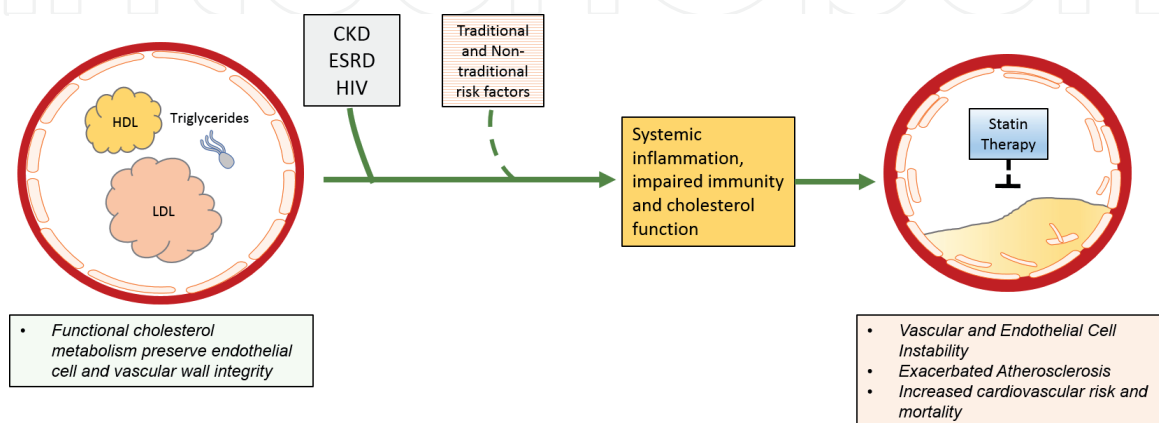 CKD
ESRD
HIV
Traditional
and Non-
traditional
risk factors
HDL
Triglycerides
LDL
Systemic
inflammation,
impaired immunity
and cholesterol
function
Statin
Therapy
• Functional cholesterol
metabolism preserve endothelial
cell and vascular wall integrity
• Vascular and Endothelial Cell
Instability
• Exacerbated Atherosclerosis
• Increased cardiovascular risk and
mortality